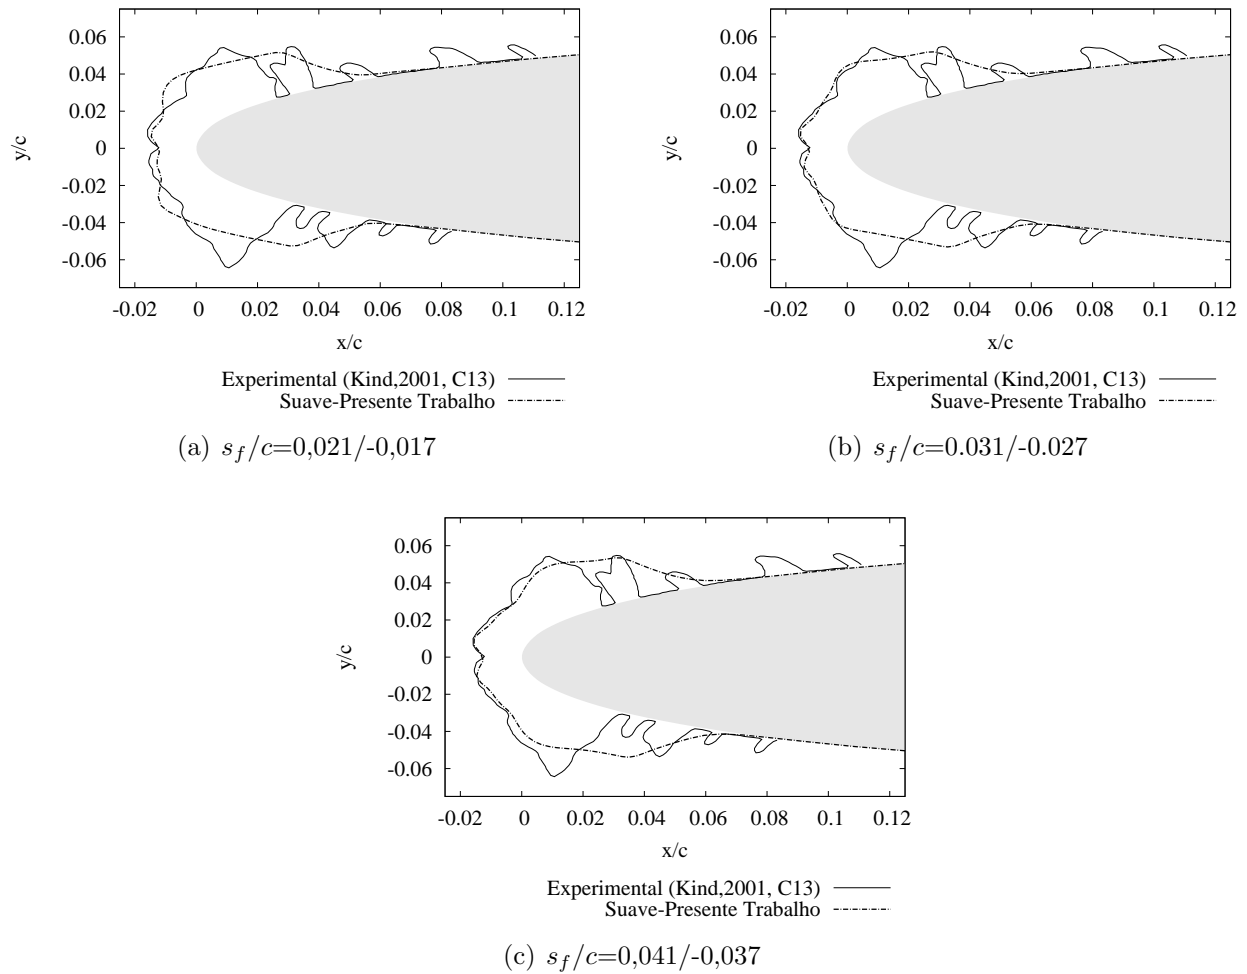 0.06
0.04
0.02
0
-0.02
-0.04
-0.06
y/c
-0.02 0 0.02 0.04 0.06 0.08 0.1 0.12
x/c
Experimental (Kind,2001, C13)
Suave-Presente Trabalho
(a) s_f/c=0,021/-0,017
0.06
0.04
0.02
0
-0.02
-0.04
-0.06
y/c
-0.02 0 0.02 0.04 0.06 0.08 0.1 0.12
x/c
Experimental (Kind,2001, C13)
Suave-Presente Trabalho
(b) s_f/c=0.031/-0.027
0.06
0.04
0.02
0
-0.02
-0.04
-0.06
y/c
-0.02 0 0.02 0.04 0.06 0.08 0.1 0.12
x/c
Experimental (Kind,2001, C13)
Suave-Presente Trabalho
(c) s_f/c=0,041/-0,037